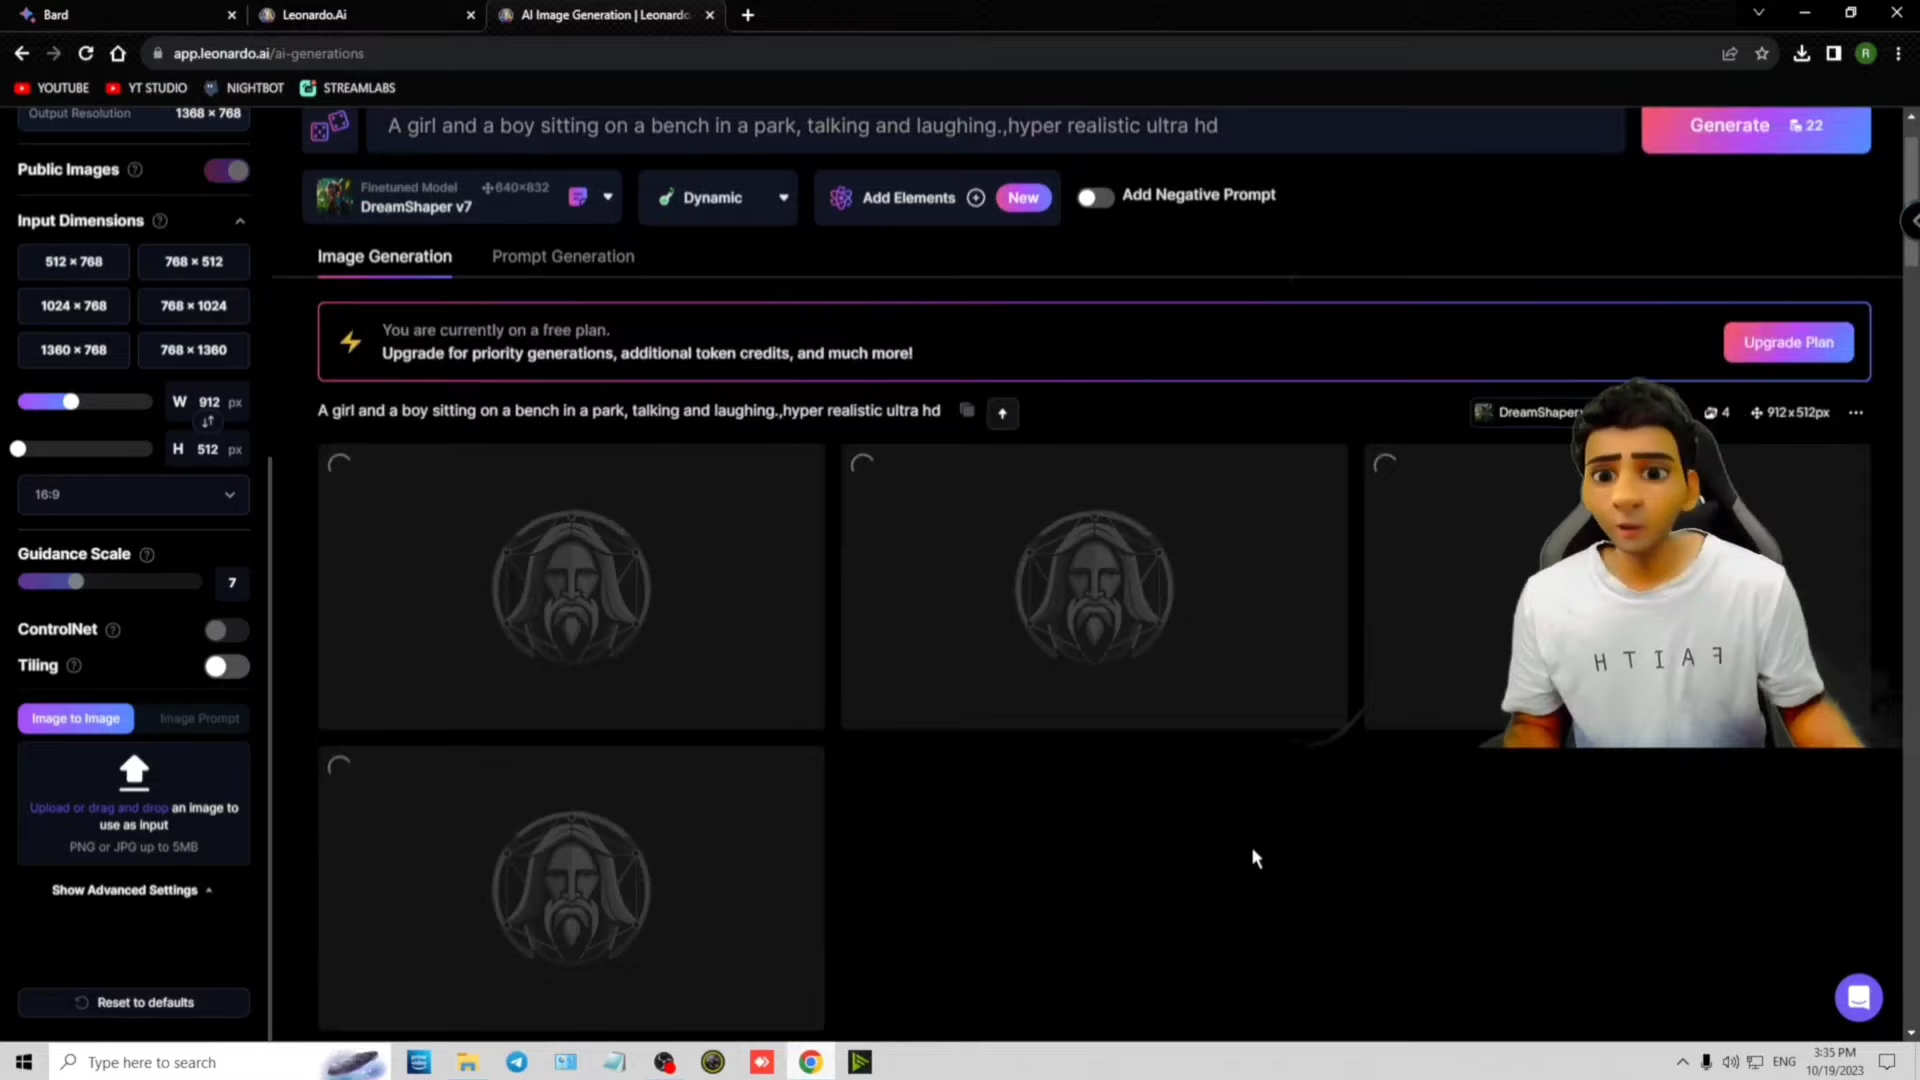 Bard
Leonardo.Ai
AI Image Generation | Leonardo
app.leonardo.ai/ai-generations
R
YOUTUBE
YT STUDIO
NIGHTBOT
STREAMLABS
Output Resolution
1368 × 768
A girl and a boy sitting on a bench in a park, talking and laughing.,hyper realistic ultra hd
Generate
22
Public Images
Finetuned Model
640×832
DreamShaper v7
Dynamic
Add Elements
New
Add Negative Prompt
Input Dimensions
512 × 768
768 × 512
1024 × 768
768 × 1024
1360 × 768
768 × 1360
W 912 px
H 512 px
16:9
Image Generation
Prompt Generation
You are currently on a free plan.
Upgrade for priority generations, additional token credits, and much more!
Upgrade Plan
A girl and a boy sitting on a bench in a park, talking and laughing.,hyper realistic ultra hd
DreamShaper
4
912x512px
Guidance Scale
7
ControlNet
Tiling
Image to Image
Image Prompt
Upload or drag and drop an image to
use as input
PNG or JPG up to 5MB
Show Advanced Settings
Reset to defaults
FAITH
Type here to search
prime video
ENG
3:35 PM
10/19/2023